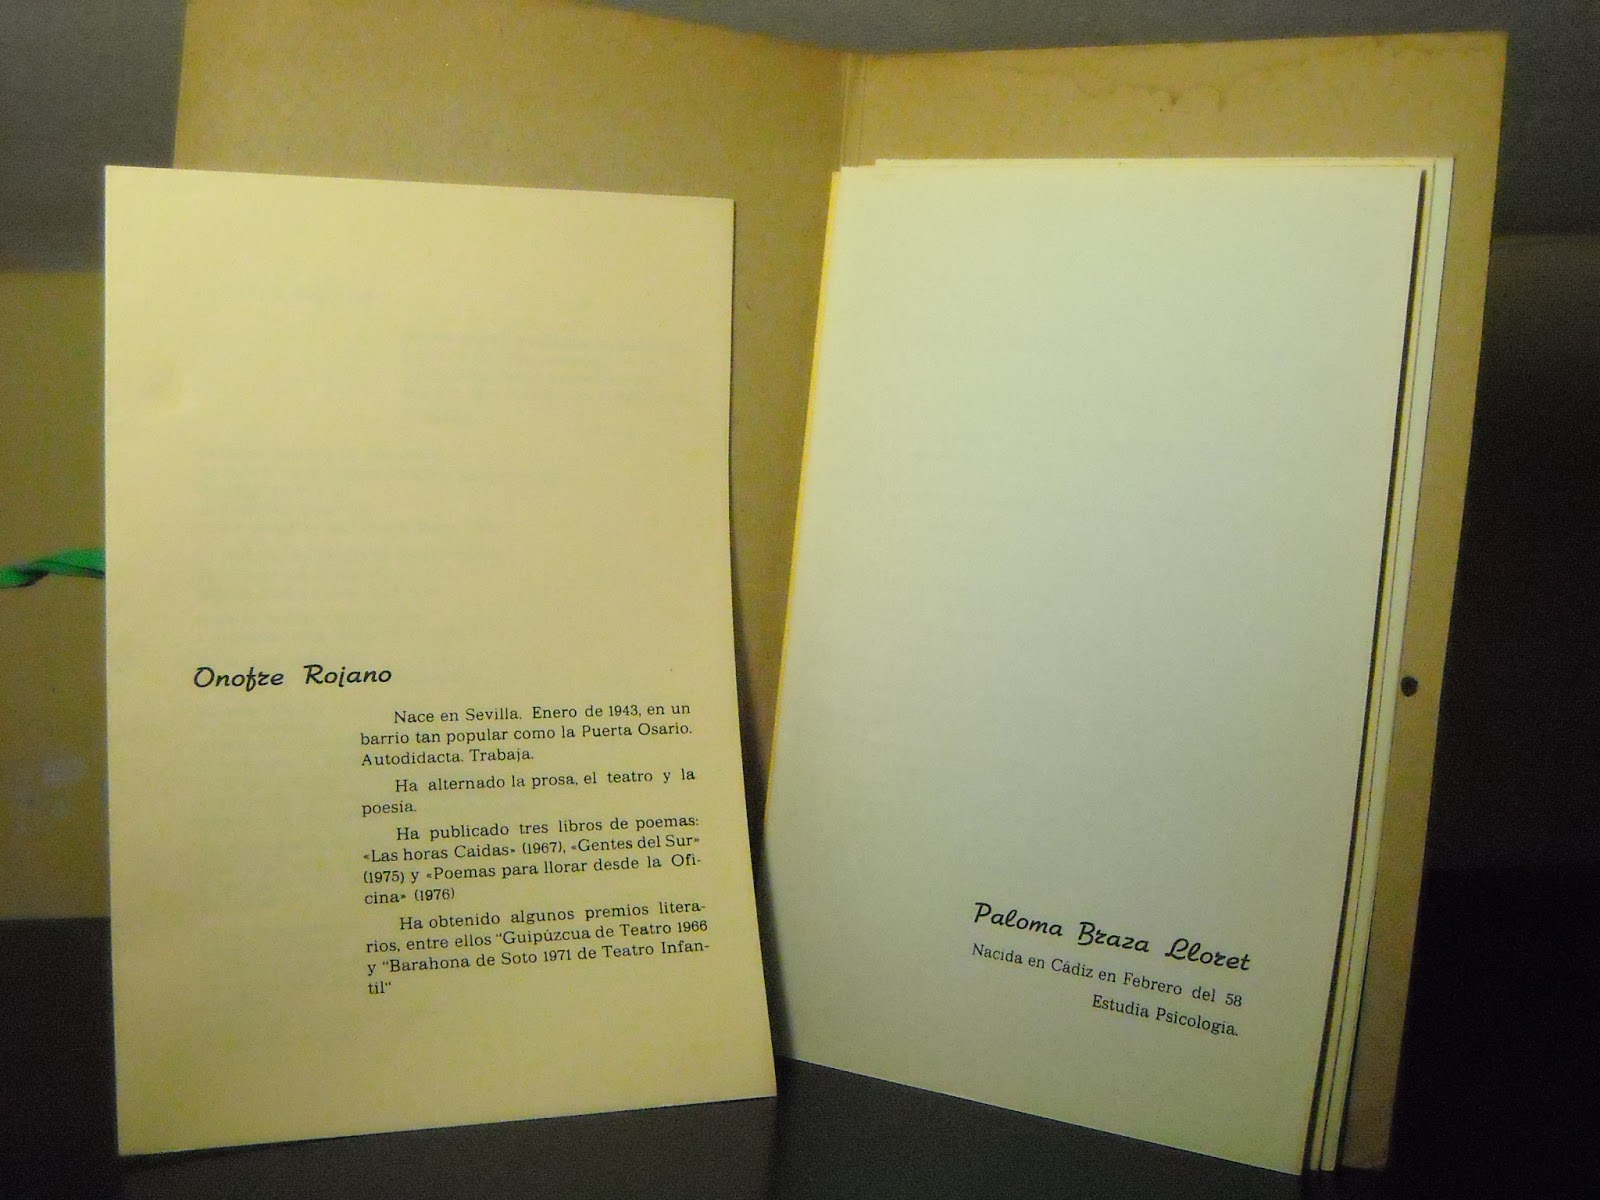 Onofre Rojano
Nace en Sevilla. Enero de 1943, en un
barrio tan popular como la Puerta Osario.
Autodidacta. Trabaja.
Ha alternado la prosa, el teatro y la
poesia.
Ha publicado tres libros de poemas:
«Las horas Caidas» (1967), «Gentes del Sur»
(1975) y «Poemas para llorar desde la Ofi-
cina» (1976)
Ha obtenido algunos premios litera-
rios, entre ellos "Guipúzcua de Teatro 1966
y "Barahona de Soto 1971 de Teatro Infan-
til"
Paloma Braza Lloret
Nacida en Cádiz en Febrero del 58
Estudia Psicologia.